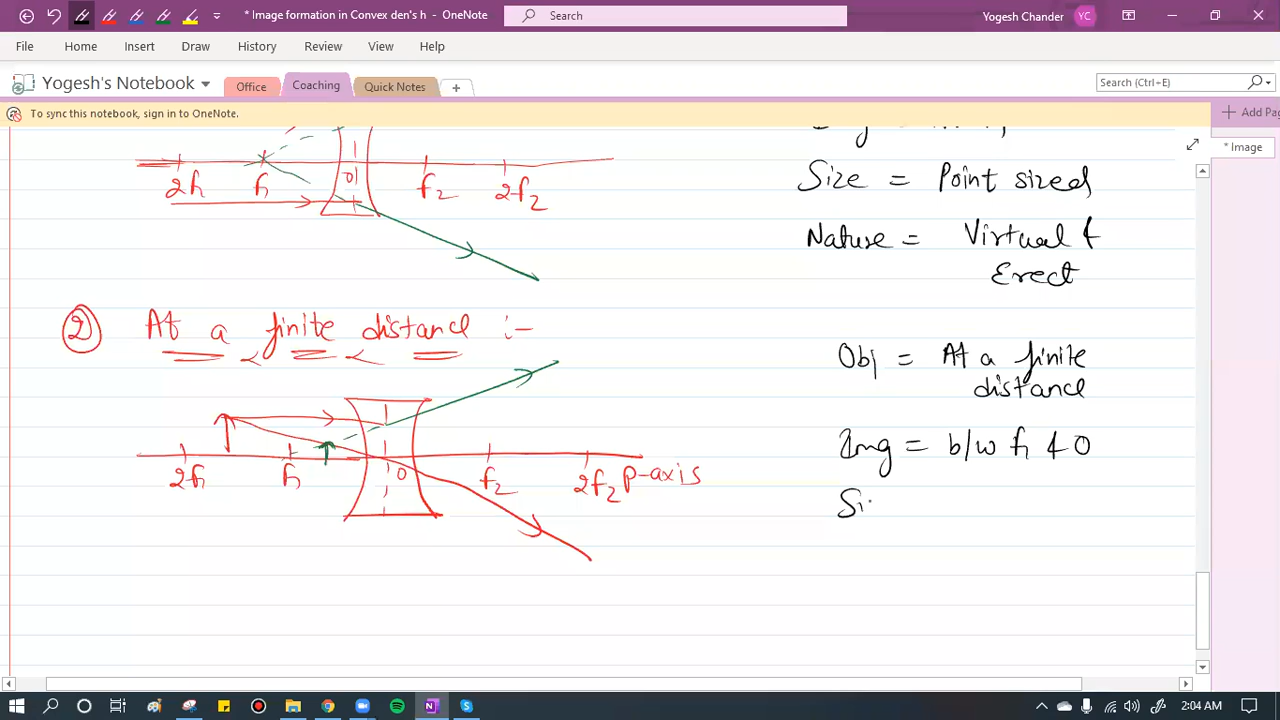 * Image formation in Convex den's h - OneNote
Search
Yogesh Chander
YC
File Home Insert Draw History Review View Help
Yogesh's Notebook
Office
Coaching
Quick Notes
Search (Ctrl+E)
To sync this notebook, sign in to OneNote.
Add Pag
* Image
Size = Point sized
2f1 f1 O f2 2f2
Nature = Virtual &
Erect
2 At a finite distance :-
Obj = At a finite
distance
Img = b/w f1 & O
2f1 f1 O f2 2f2 P-axis
Si
2:04 AM